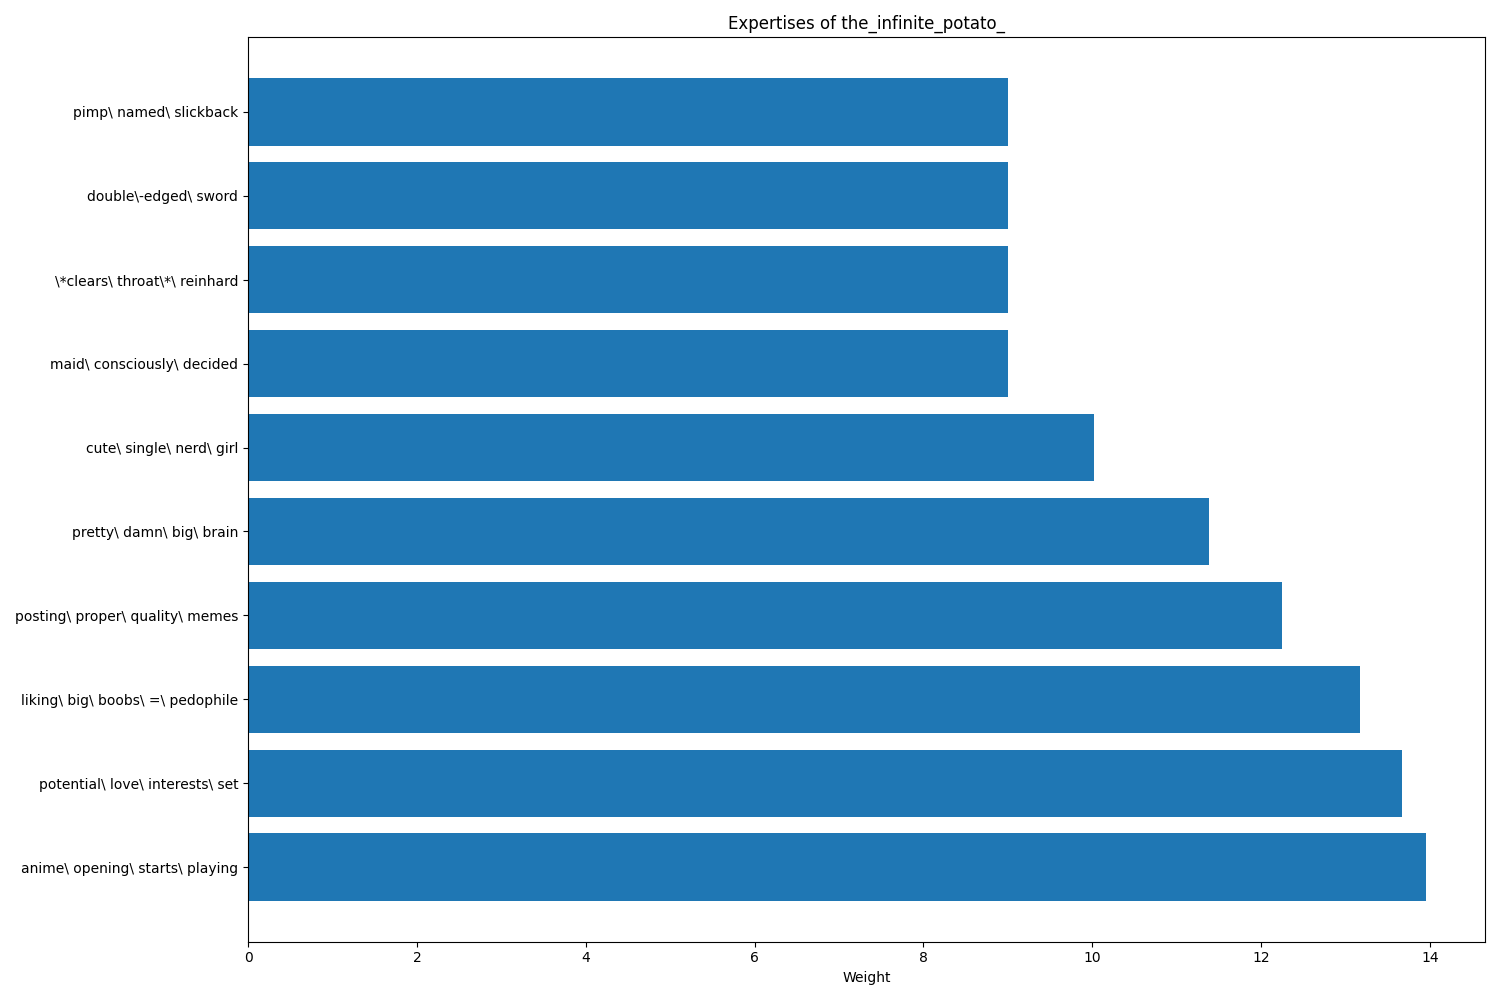 Expertises of the_infinite_potato_
pimp\ named\ slickback
double\-edged\ sword
\*clears\ throat\*\ reinhard
maid\ consciously\ decided
cute\ single\ nerd\ girl
pretty\ damn\ big\ brain
posting\ proper\ quality\ memes
liking\ big\ boobs\ =\ pedophile
potential\ love\ interests\ set
anime\ opening\ starts\ playing
0 2 4 6 8 10 12 14
Weight